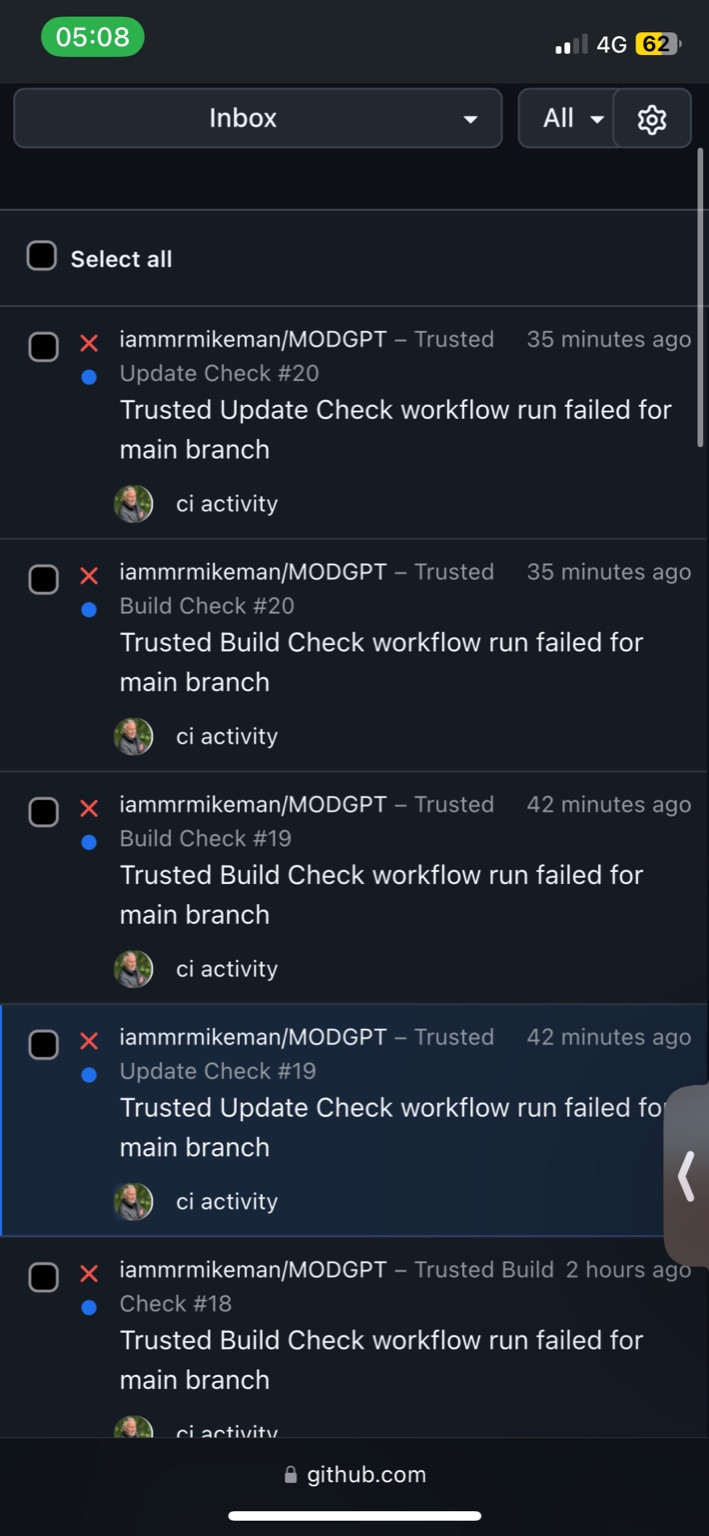 05:08
4G 62
Inbox
All
Select all
iammrmikeman/MODGPT – Trusted 35 minutes ago
Update Check #20
Trusted Update Check workflow run failed for
main branch
ci activity
iammrmikeman/MODGPT – Trusted 35 minutes ago
Build Check #20
Trusted Build Check workflow run failed for
main branch
ci activity
iammrmikeman/MODGPT – Trusted 42 minutes ago
Build Check #19
Trusted Build Check workflow run failed for
main branch
ci activity
iammrmikeman/MODGPT – Trusted 42 minutes ago
Update Check #19
Trusted Update Check workflow run failed for
main branch
ci activity
iammrmikeman/MODGPT – Trusted Build 2 hours ago
Check #18
Trusted Build Check workflow run failed for
main branch
ci activity
github.com